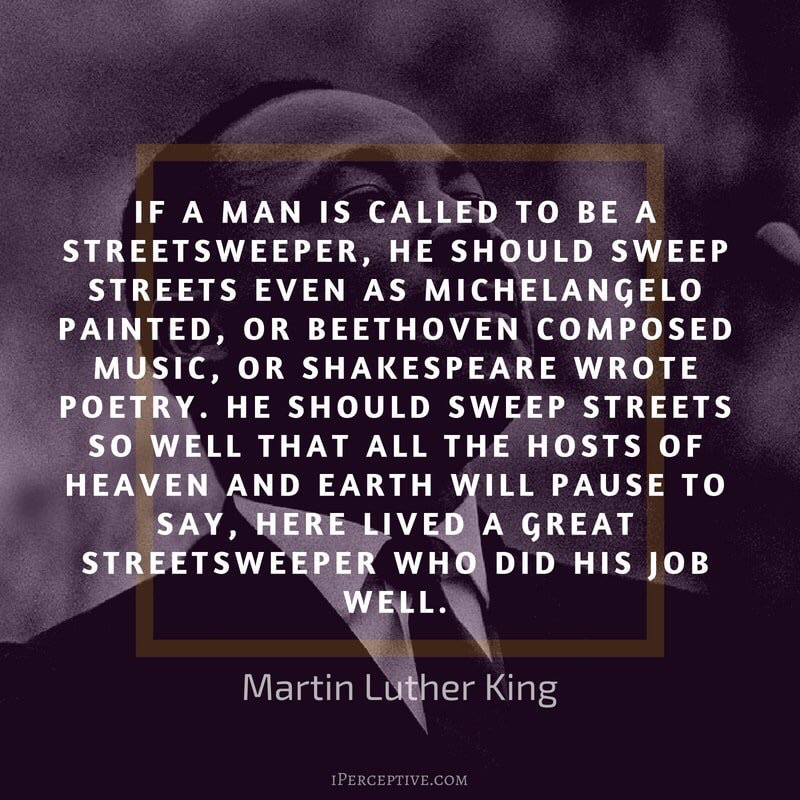 IF A MAN IS CALLED TO BE A
STREETSWEEPER, HE SHOULD SWEEP
STREETS EVEN AS MICHELANGELO
PAINTED, OR BEETHOVEN COMPOSED
MUSIC, OR SHAKESPEARE WROTE
POETRY. HE SHOULD SWEEP STREETS
SO WELL THAT ALL THE HOSTS OF
HEAVEN AND EARTH WILL PAUSE TO
SAY, HERE LIVED A GREAT
STREETSWEEPER WHO DID HIS JOB
WELL.
Martin Luther King
iPerceptive.com